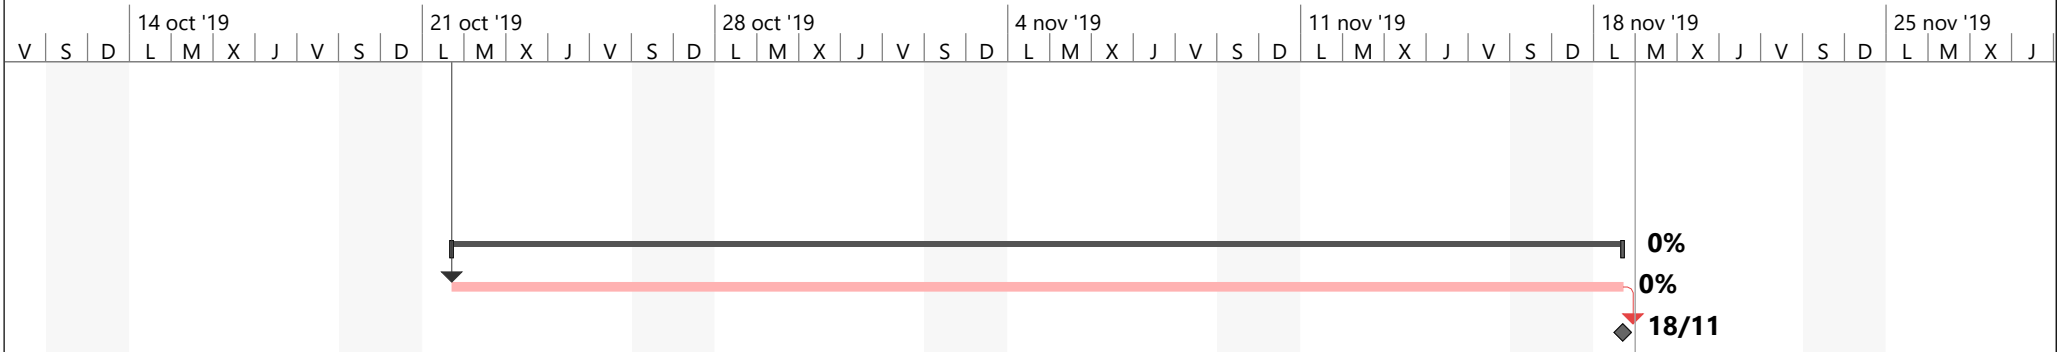 14 oct '19 21 oct '19 28 oct '19 4 nov '19 11 nov '19 18 nov '19 25 nov '19
V S D L M X J V S D L M X J V S D L M X J V S D L M X J V S D L M X J V S D L M X J V S D L M X J
0%
0%
18/11